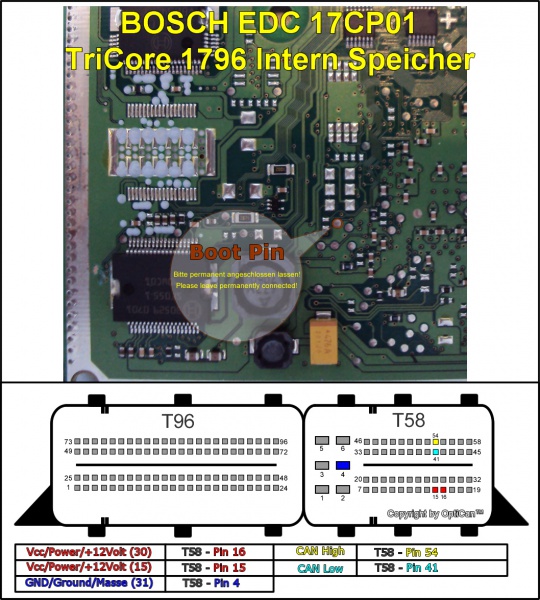 BOSCH EDC 17CP01
TriCore 1796 Intern Speicher
Boot Pin
Bitte permanent angeschlossen lassen!
Please leave permanently connected!
T96
T58
73 96
49 72
25 48
1 24
5 6
3 4
1 2
46 54 58
33 41 45
20 32
7 15 16 19
Copyright by OptiCan™
Vcc/Power/+12Volt (30) T58 - Pin 16 CAN High T58 - Pin 54
Vcc/Power/+12Volt (15) T58 - Pin 15 CAN Low T58 - Pin 41
GND/Ground/Masse (31) T58 - Pin 4